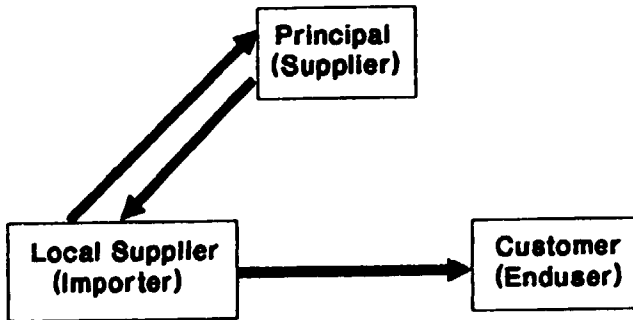 Principal
(Supplier)
Local Supplier
(Importer)
Customer
(Enduser)